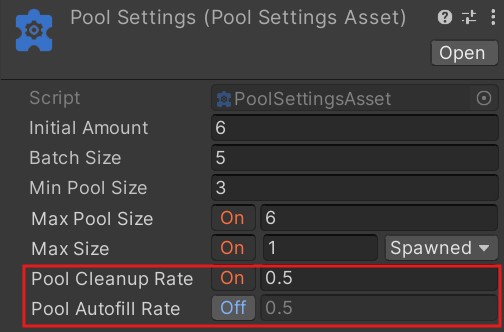 Pool Settings (Pool Settings Asset)
Open
Script PoolSettingsAsset
Initial Amount 6
Batch Size 5
Min Pool Size 3
Max Pool Size On 6
Max Size On 1 Spawned
Pool Cleanup Rate On 0.5
Pool Autofill Rate Off 0.5